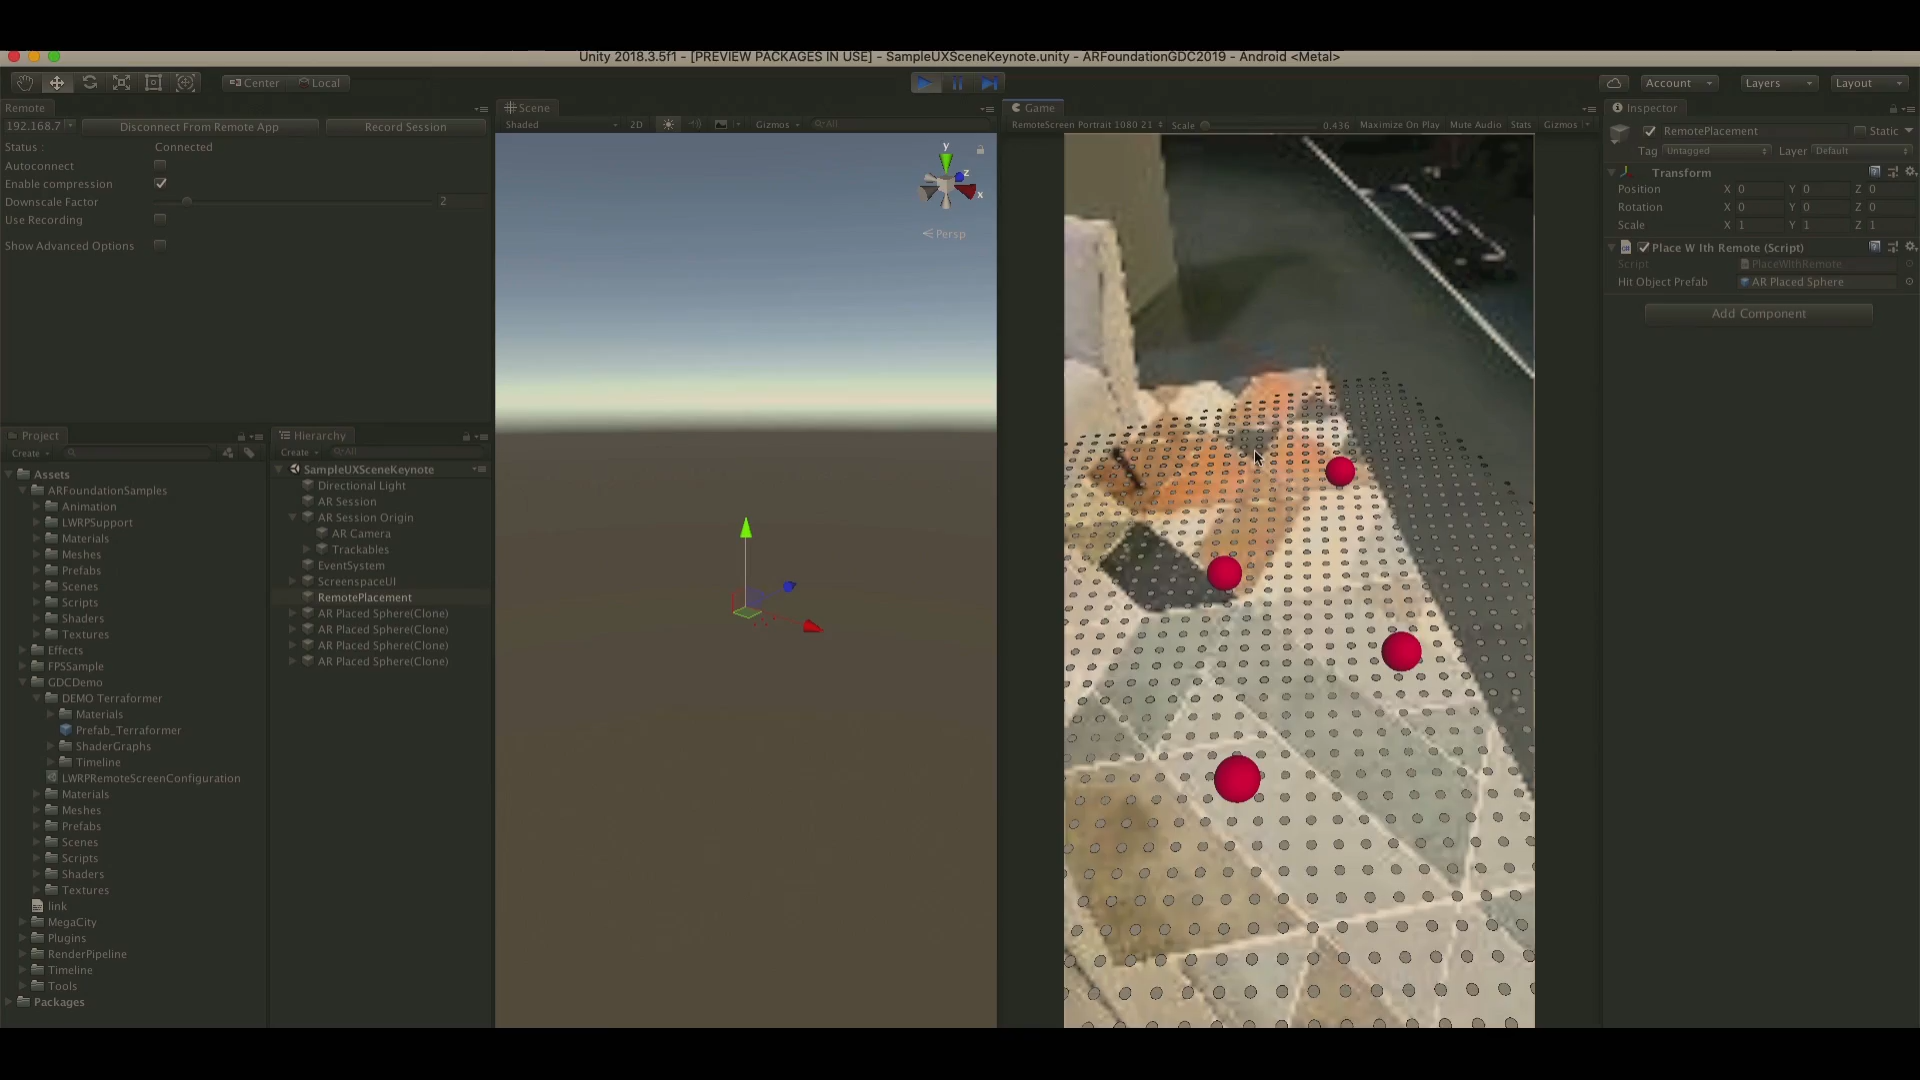 Unity 2018.3.5f1 - [PREVIEW PACKAGES IN USE] - SampleUXSceneKeynote.unity - ARFoundationGDC2019 - Android <Metal>
Center Local
Account Layers Layout
Remote
192.168.7 Disconnect From Remote App Record Session
Status : Connected
Autoconnect
Enable compression
Downscale Factor 2
Use Recording
Show Advanced Options
Project
Create
Assets
ARFoundationSamples
Animation
LWRPSupport
Materials
Meshes
Prefabs
Scenes
Scripts
Shaders
Textures
Effects
FPSSample
GDCDemo
DEMO Terraformer
Materials
Prefab_Terraformer
ShaderGraphs
Timeline
LWRPRemoteScreenConfiguration
Materials
Meshes
Prefabs
Scenes
Scripts
Shaders
Textures
link
MegaCity
Plugins
RenderPipeline
Timeline
Tools
Packages
Hierarchy
Create All
SampleUXSceneKeynote
Directional Light
AR Session
AR Session Origin
AR Camera
Trackables
EventSystem
ScreenspaceUI
RemotePlacement
AR Placed Sphere(Clone)
AR Placed Sphere(Clone)
AR Placed Sphere(Clone)
AR Placed Sphere(Clone)
Scene
Shaded 2D Gizmos All
y
z
x
Persp
Game
RemoteScreen Portrait 1080 21 Scale 0.436 Maximize On Play Mute Audio Stats Gizmos
Inspector
RemotePlacement Static
Tag Untagged Layer Default
Transform
Position X 0 Y 0 Z 0
Rotation X 0 Y 0 Z 0
Scale X 1 Y 1 Z 1
Place W Ith Remote (Script)
Script PlaceWIthRemote
Hit Object Prefab AR Placed Sphere
Add Component